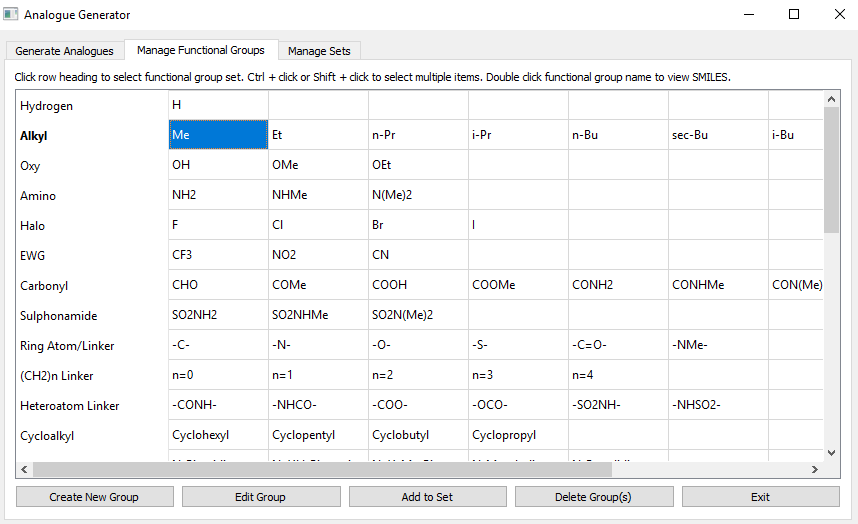 Analogue Generator
Generate Analogues Manage Functional Groups Manage Sets
Click row heading to select functional group set. Ctrl + click or Shift + click to select multiple items. Double click functional group name to view SMILES.
Hydrogen H
Alkyl Me Et n-Pr i-Pr n-Bu sec-Bu i-Bu
Oxy OH OMe OEt
Amino NH2 NHMe N(Me)2
Halo F Cl Br I
EWG CF3 NO2 CN
Carbonyl CHO COMe COOH COOMe CONH2 CONHMe CON(Me)
Sulphonamide SO2NH2 SO2NHMe SO2N(Me)2
Ring Atom/Linker -C- -N- -O- -S- -C=O- -NMe-
(CH2)n Linker n=0 n=1 n=2 n=3 n=4
Heteroatom Linker -CONH- -NHCO- -COO- -OCO- -SO2NH- -NHSO2-
Cycloalkyl Cyclohexyl Cyclopentyl Cyclobutyl Cyclopropyl
Create New Group Edit Group Add to Set Delete Group(s) Exit